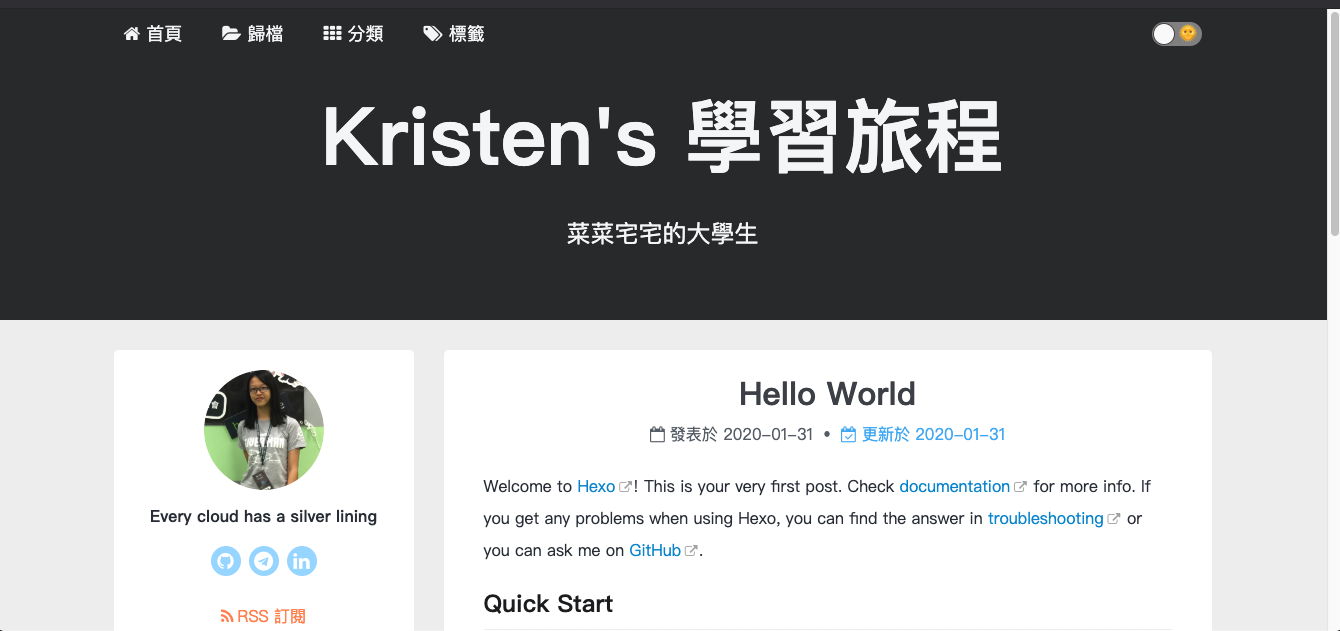 首頁 歸檔 分類 標籤
Kristen's 學習旅程
菜菜宅宅的大學生
Every cloud has a silver lining
RSS 訂閱
Hello World
發表於 2020-01-31 • 更新於 2020-01-31
Welcome to Hexo! This is your very first post. Check documentation for more info. If
you get any problems when using Hexo, you can find the answer in troubleshooting or
you can ask me on GitHub.
Quick Start